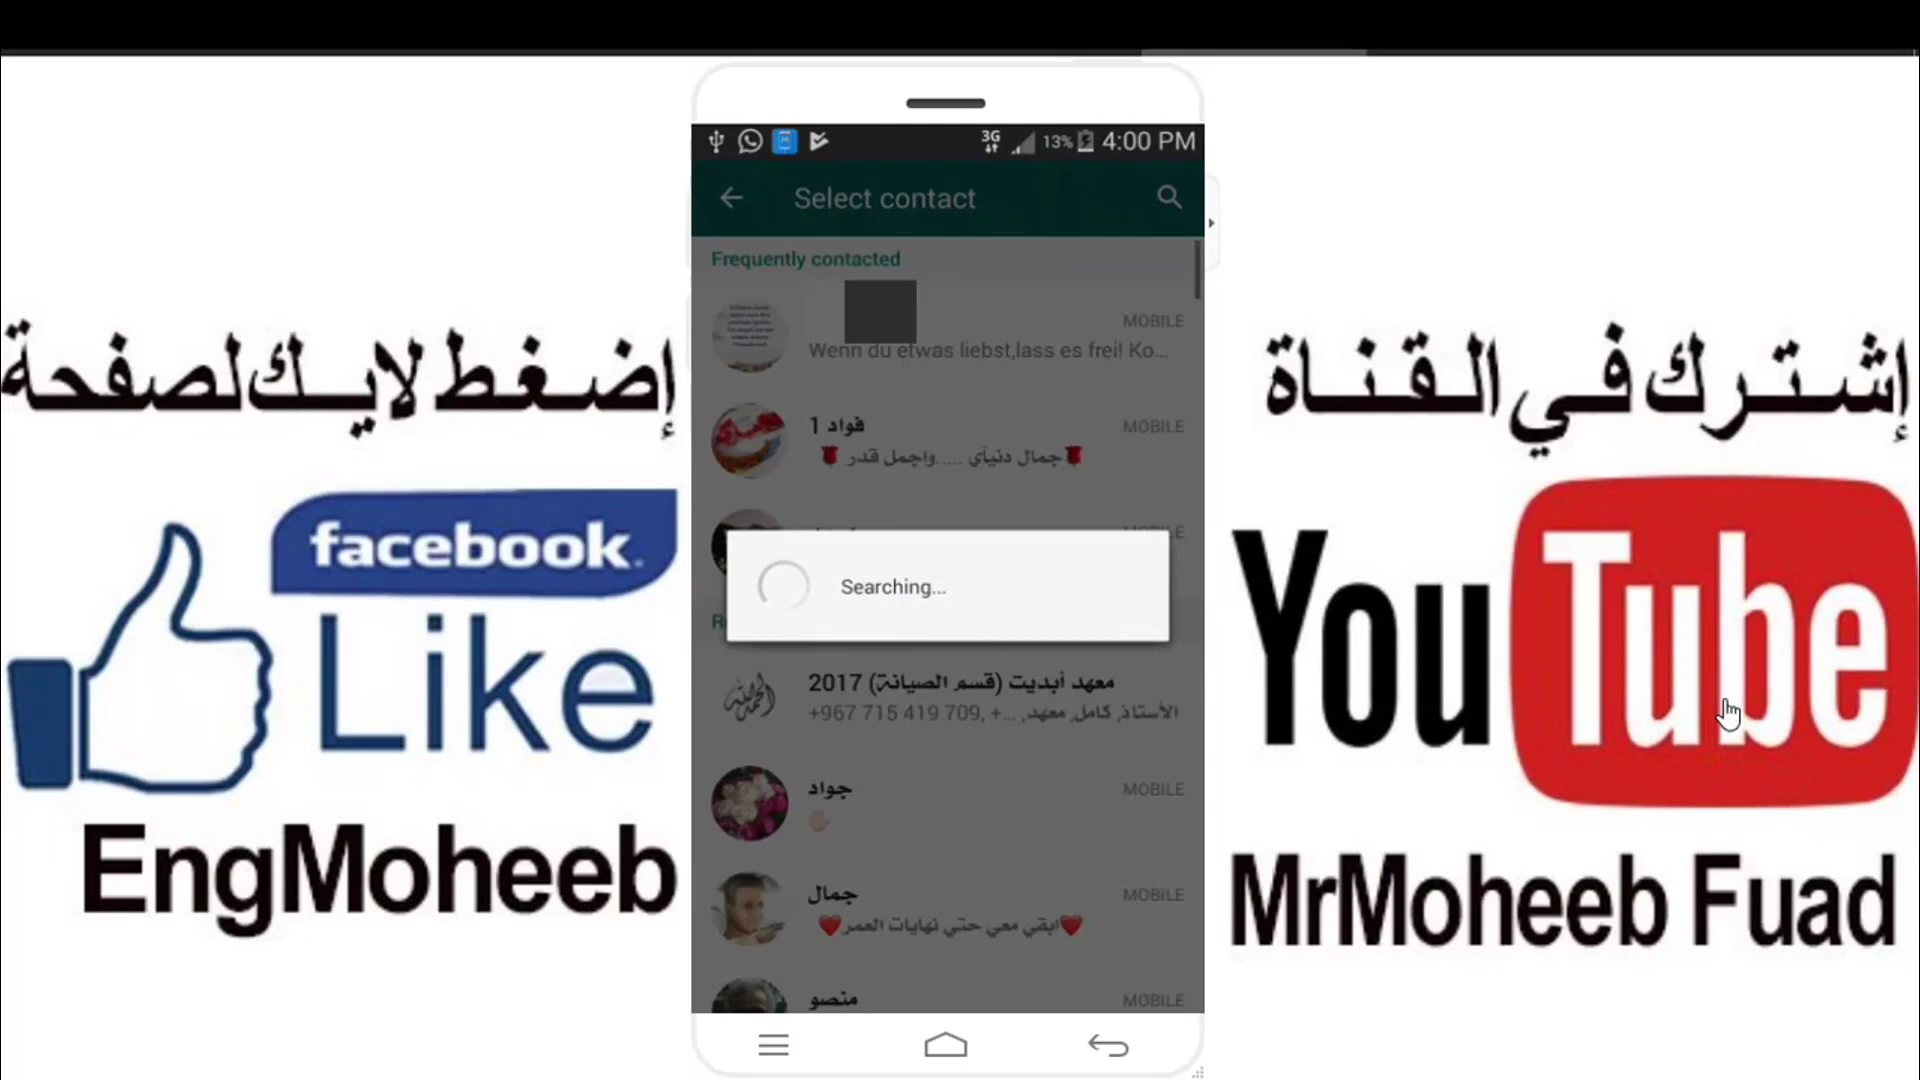 3G 13% 4:00 PM
Select contact
Frequently contacted
MOBILE
Wenn du etwas liebst,lass es frei! Ko...
فواد 1
MOBILE
جمال دنيآي .....واجمل قدر
MOBILE
Searching...
معهد أبديت (قسم الصيانة) 2017
+967 715 419 709, +... الأستاذ, كامل, معهد,
جواد
MOBILE
جمال
MOBILE
ابقي معي حتي نهايات العمر
منصو
MOBILE
إضغط لايك لصفحة
facebook.
Like
EngMoheeb
إشترك في القناة
YouTube
MrMoheeb Fuad